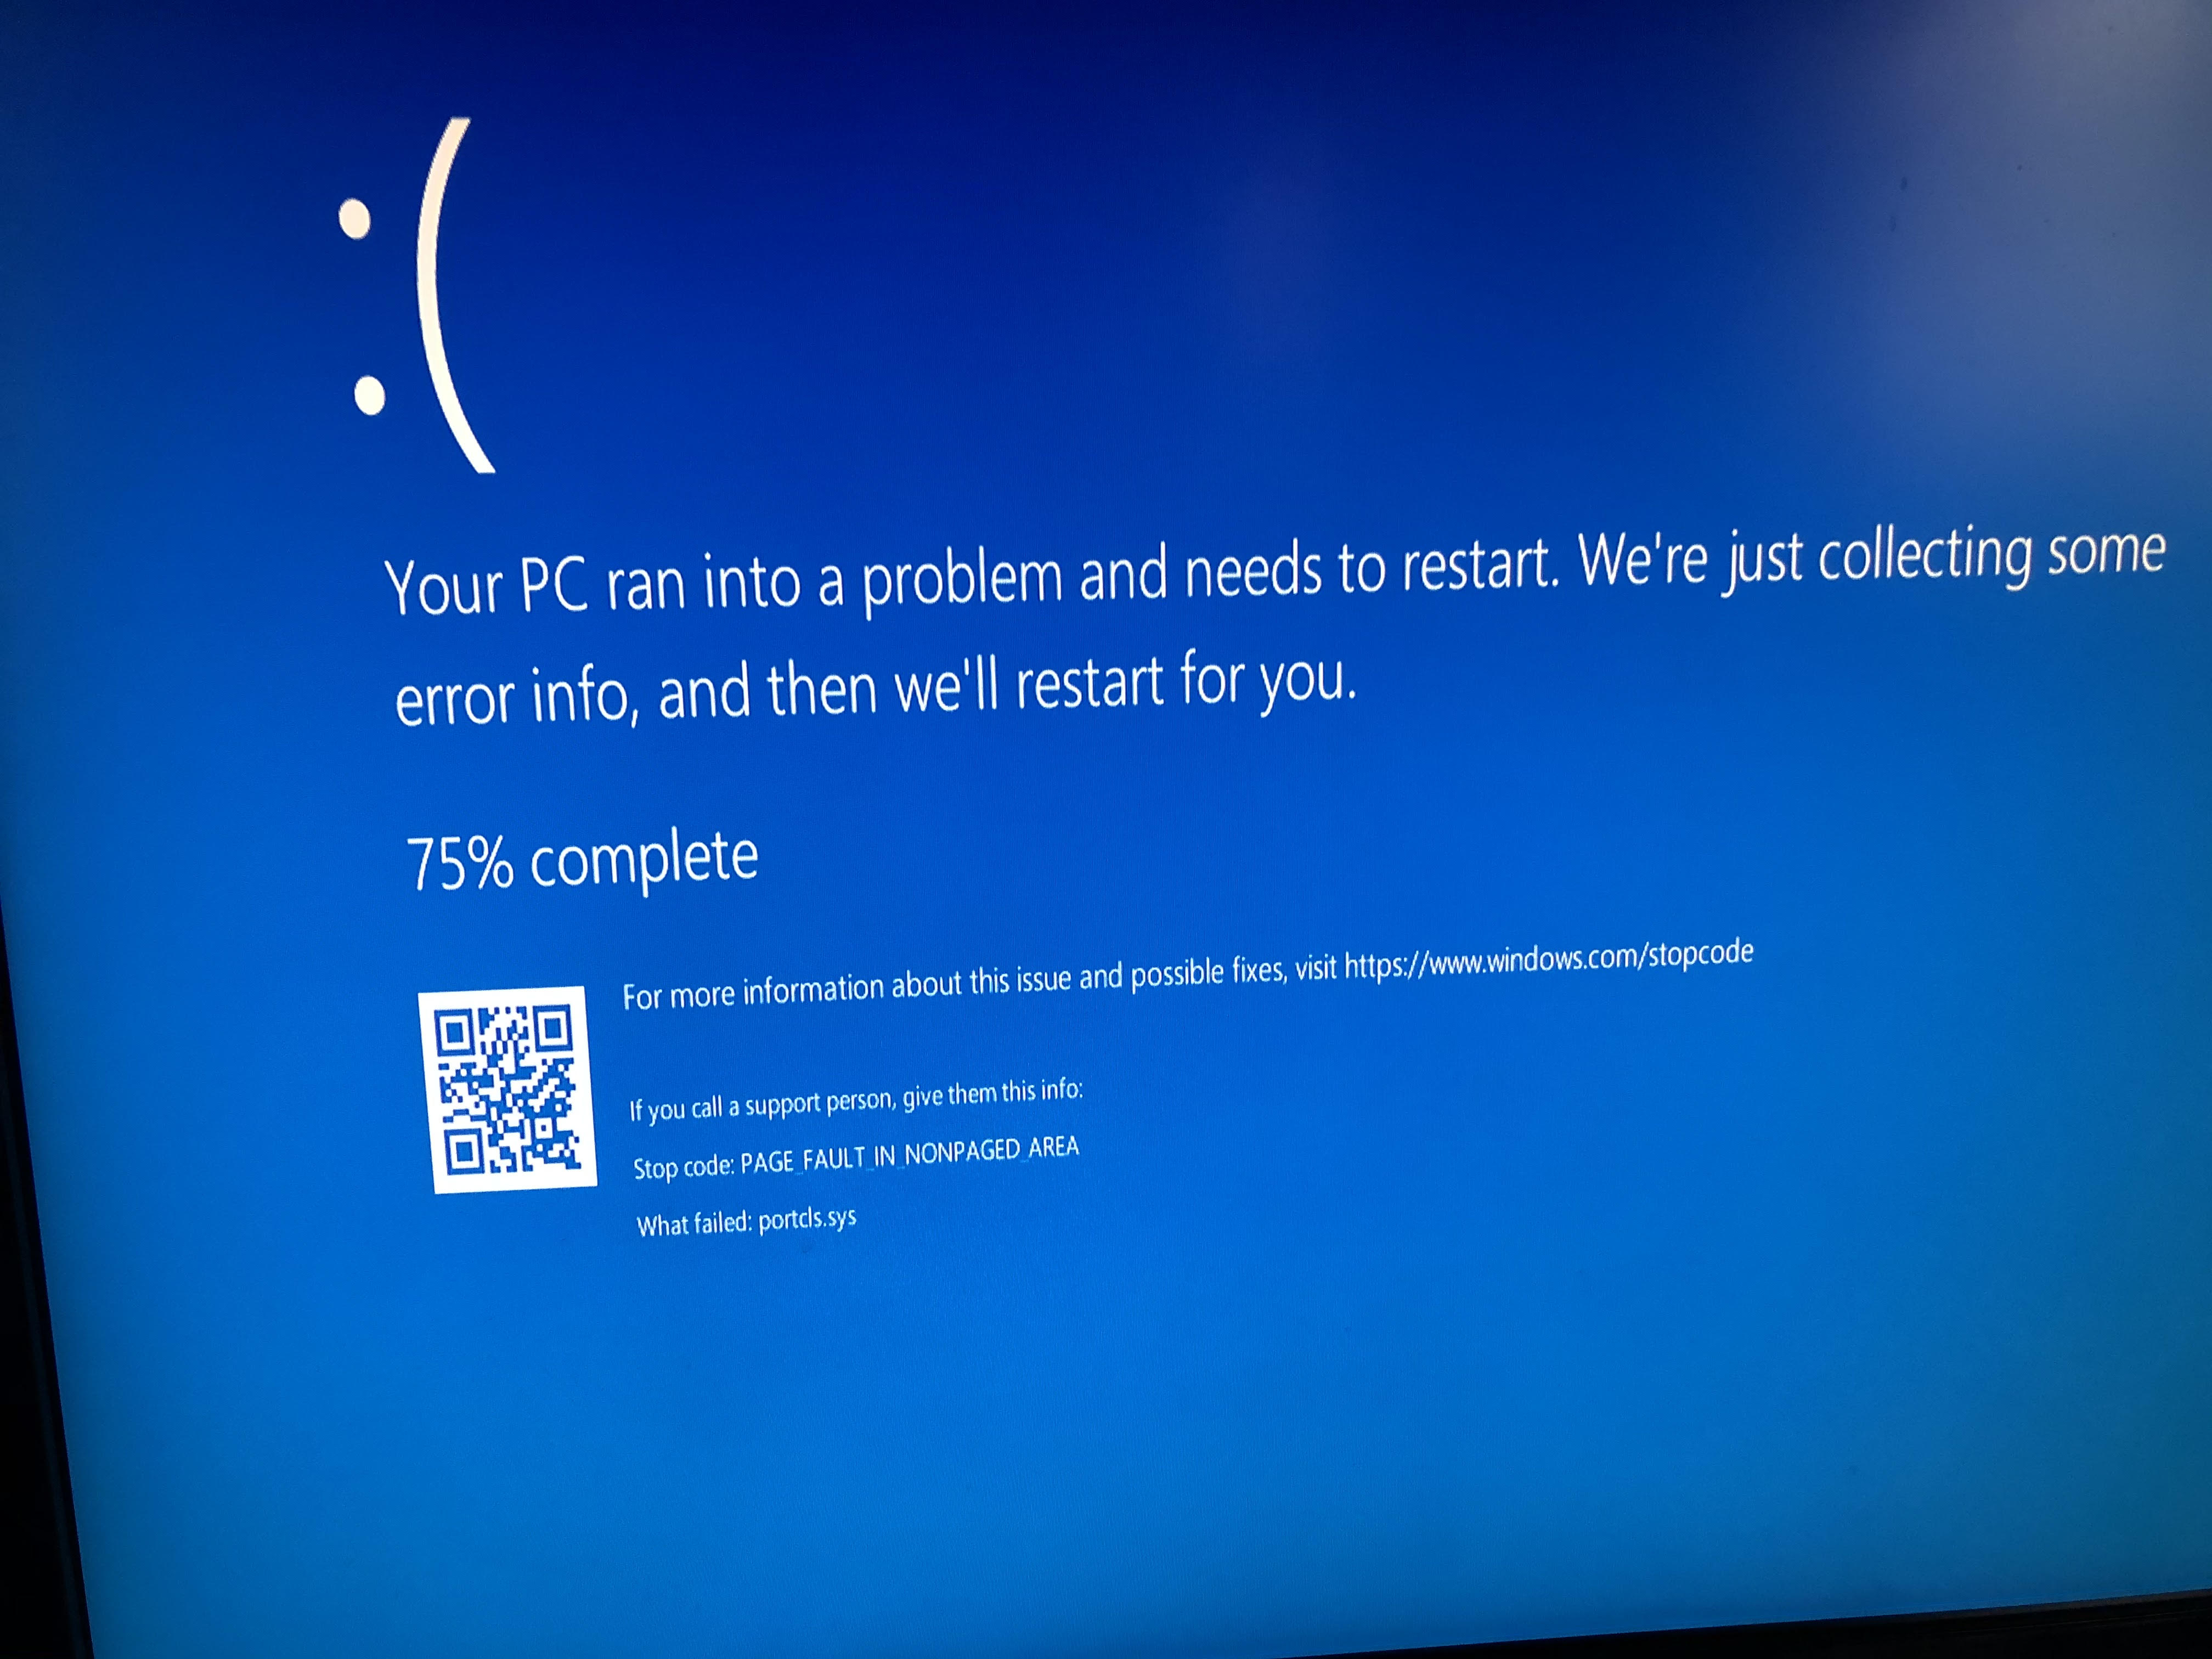 :(
Your PC ran into a problem and needs to restart. We're just collecting some
error info, and then we'll restart for you.
75% complete
For more information about this issue and possible fixes, visit https://www.windows.com/stopcode
If you call a support person, give them this info:
Stop code: PAGE_FAULT_IN_NONPAGED_AREA
What failed: portcls.sys